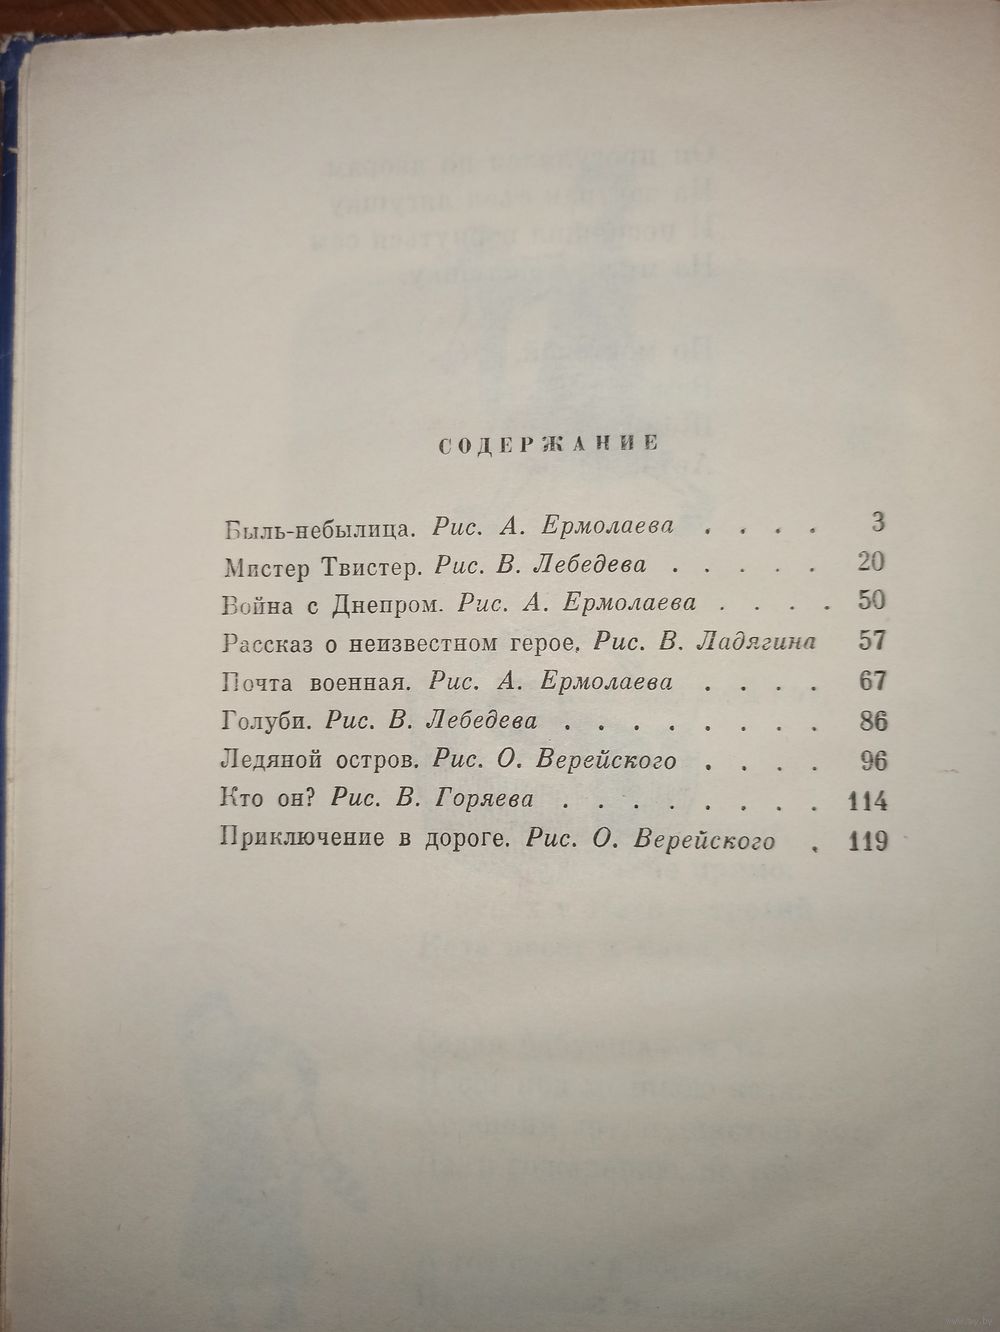 СОДЕРЖАНИЕ
Быль-небылица. Рис. А. Ермолаева . . . . 3
Мистер Твистер. Рис. В. Лебедева . . . . . 20
Война с Днепром. Рис. А. Ермолаева . . . . 50
Рассказ о неизвестном герое. Рис. В. Ладягина 57
Почта военная. Рис. А. Ермолаева . . . . 67
Голуби. Рис. В. Лебедева . . . . . . . . 86
Ледяной остров. Рис. О. Верейского . . . . 96
Кто он? Рис. В. Горяева . . . . . . . . 114
Приключение в дороге. Рис. О. Верейского . 119